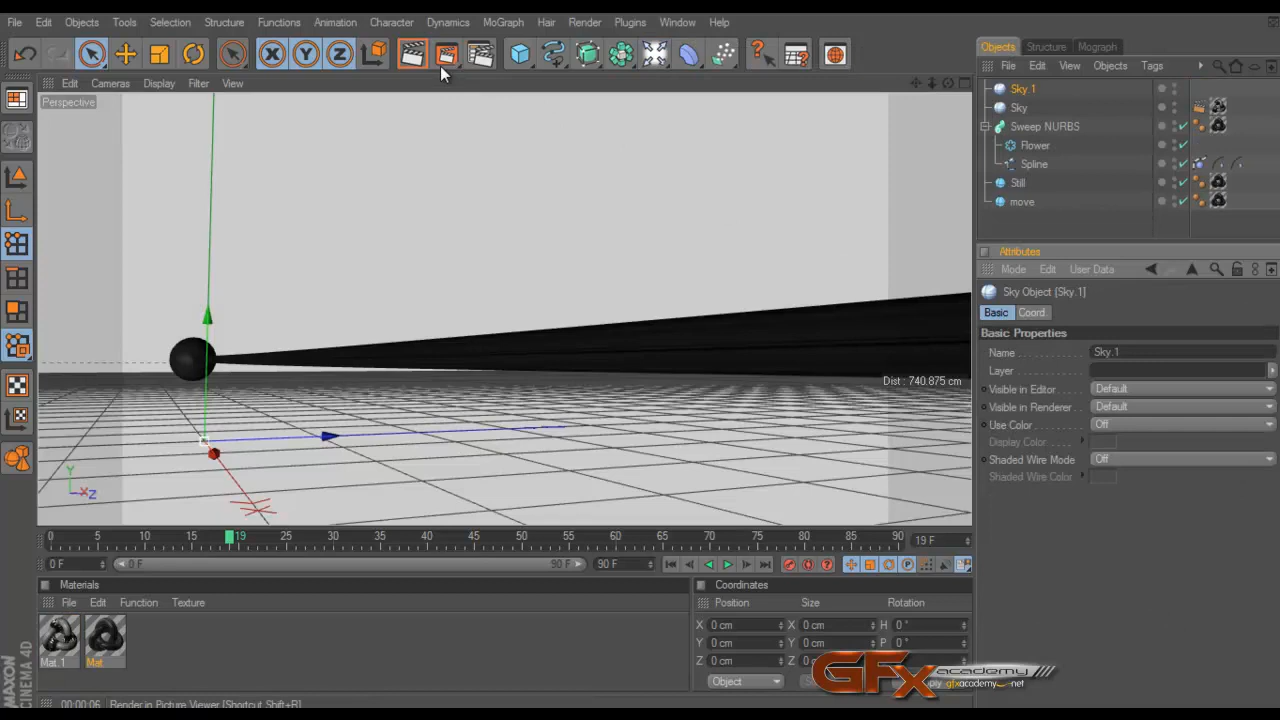 File Edit Objects Tools Selection Structure Functions Animation Character Dynamics MoGraph Hair Render Plugins Window Help
Objects Structure Mograph
File Edit View Objects Tags
Edit Cameras Display Filter View
Perspective
Sky.1
Sky
Sweep NURBS
Flower
Spline
Still
move
Attributes
Mode Edit User Data
Sky Object [Sky.1]
Basic Coord.
Basic Properties
Name Sky.1
Layer
Visible in Editor Default
Visible in Renderer Default
Use Color Off
Display Color
Shaded Wire Mode Off
Shaded Wire Color
Dist : 740.875 cm
Y
X Z
0 5 10 15 19 25 30 35 40 45 50 55 60 65 70 75 80 85 90 19 F
0 F 0 F 90 F 90 F
Materials
File Edit Function Texture
Mat.1 Mat
Coordinates
Position Size Rotation
X 0 cm X 0 cm H 0 °
Y 0 cm Y 0 cm P 0 °
Z 0 cm Z 0 cm
Object
GFX academy
gfxacademy.net
MAXON
CINEMA 4D
00:00:06 Render in Picture Viewer [Shortcut Shift+R]